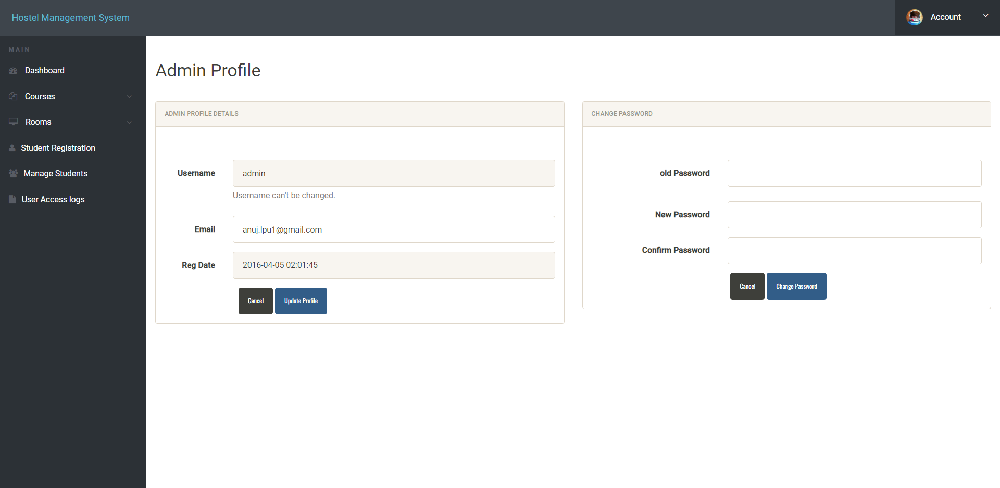 Hostel Management System
Account
MAIN
Dashboard
Courses
Rooms
Student Registration
Manage Students
User Access logs
Admin Profile
ADMIN PROFILE DETAILS
Username
admin
Username can't be changed.
Email
anuj.lpu1@gmail.com
Reg Date
2016-04-05 02:01:45
Cancel
Update Profile
CHANGE PASSWORD
old Password
New Password
Confirm Password
Cancel
Change Password